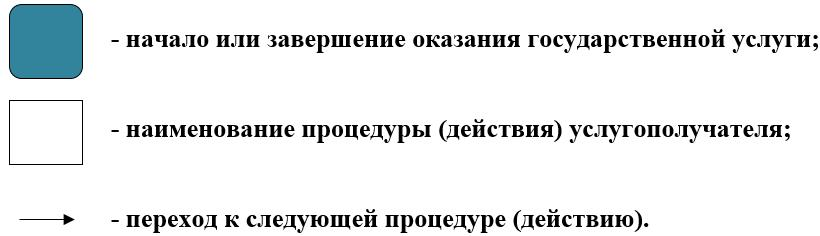 - начало или завершение оказания государственной услуги;
- наименование процедуры (действия) услугополучателя;
- переход к следующей процедуре (действию).